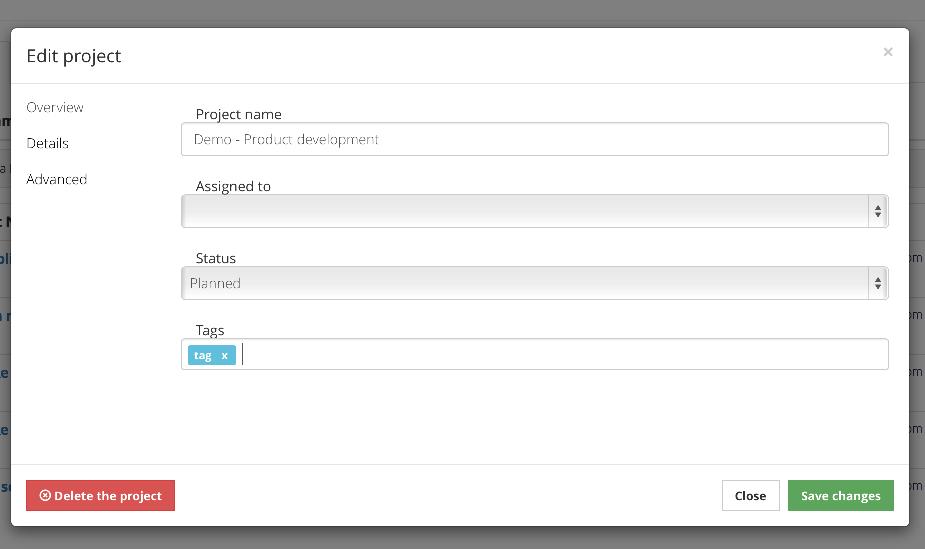 Edit project
×
Overview
Details
Advanced
Project name
Demo - Product development
Assigned to
Status
Planned
Tags
tag x
Delete the project
Close
Save changes